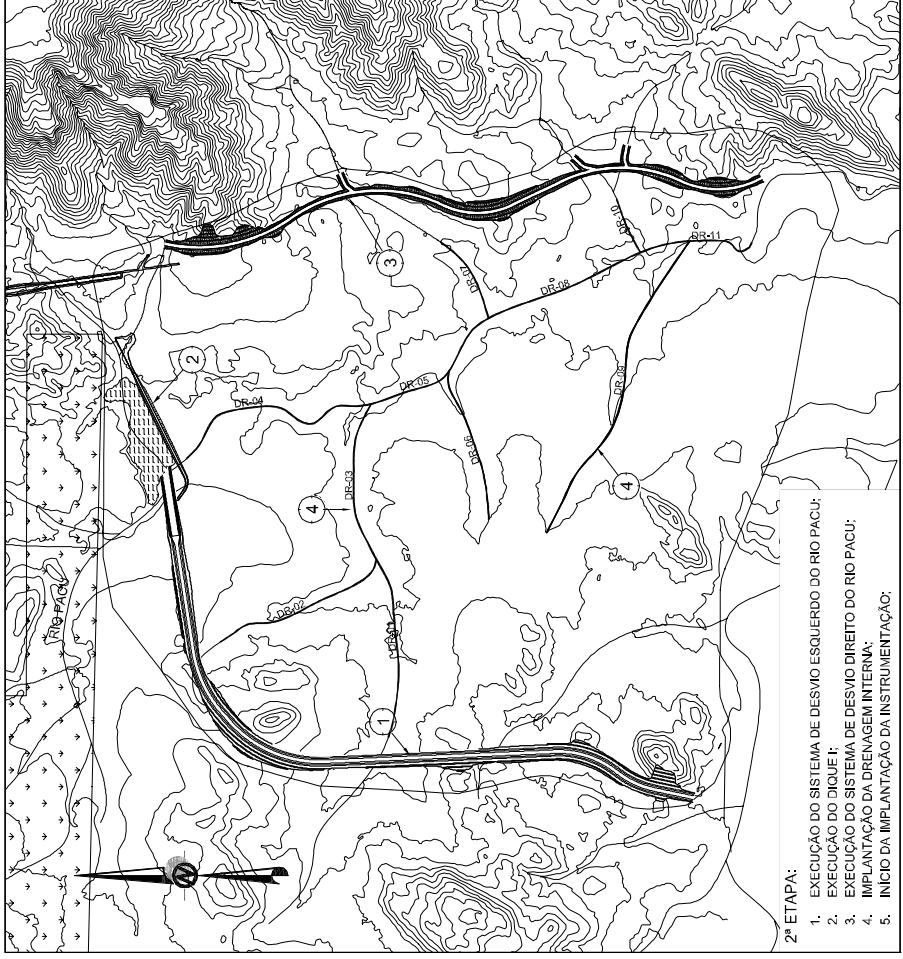 RIO PACU
2
3
DR-04
DR-05
DR-07
DR-08
DR-10
DR-11
DR-03
DR-06
DR-09
4
4
DR-02
1
N
2ª ETAPA:
1. EXECUÇÃO DO SISTEMA DE DESVIO ESQUERDO DO RIO PACU;
2. EXECUÇÃO DO DIQUE I;
3. EXECUÇÃO DO SISTEMA DE DESVIO DIREITO DO RIO PACU;
4. IMPLANTAÇÃO DA DRENAGEM INTERNA;
5. INÍCIO DA IMPLANTAÇÃO DA INSTRUMENTAÇÃO;